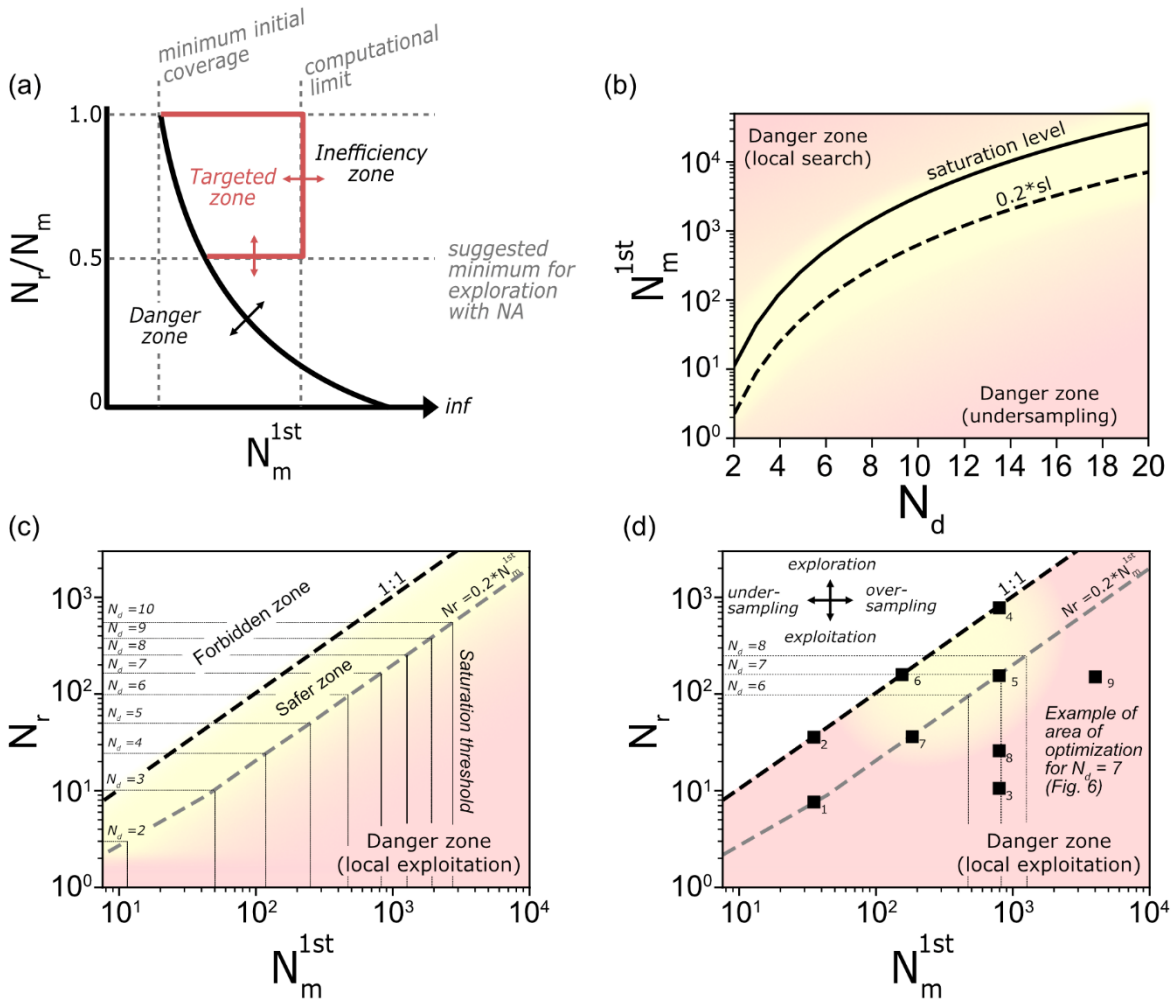 (a)
minimum initial
coverage
computational
limit
1.0
Inefficiency
zone
Targeted
zone
N_r/N_m
0.5
suggested
minimum for
exploration
with NA
Danger
zone
0
inf
N_m^1st
(b)
Danger zone
(local search)
saturation level
0.2*sl
Danger zone
(undersampling)
N_m^1st
10^4
10^3
10^2
10^1
10^0
2 4 6 8 10 12 14 16 18 20
N_d
(c)
1:1
Nr=0.2*N_m^1st
Forbidden zone
Safer zone
Saturation threshold
N_d=10
N_d=9
N_d=8
N_d=7
N_d=6
N_d=5
N_d=4
N_d=3
N_d=2
Danger zone
(local exploitation)
N_r
10^3
10^2
10^1
10^0
10^1 10^2 10^3 10^4
N_m^1st
(d)
exploration
under-
sampling
over-
sampling
exploitation
1:1
Nr=0.2*N_m^1st
4
N_d=8
N_d=7
N_d=6
6
5
9
2
7
8
3
1
Example of
area of
optimization
for N_d = 7
(Fig. 6)
Danger zone
(local exploitation)
N_r
10^3
10^2
10^1
10^0
10^1 10^2 10^3 10^4
N_m^1st